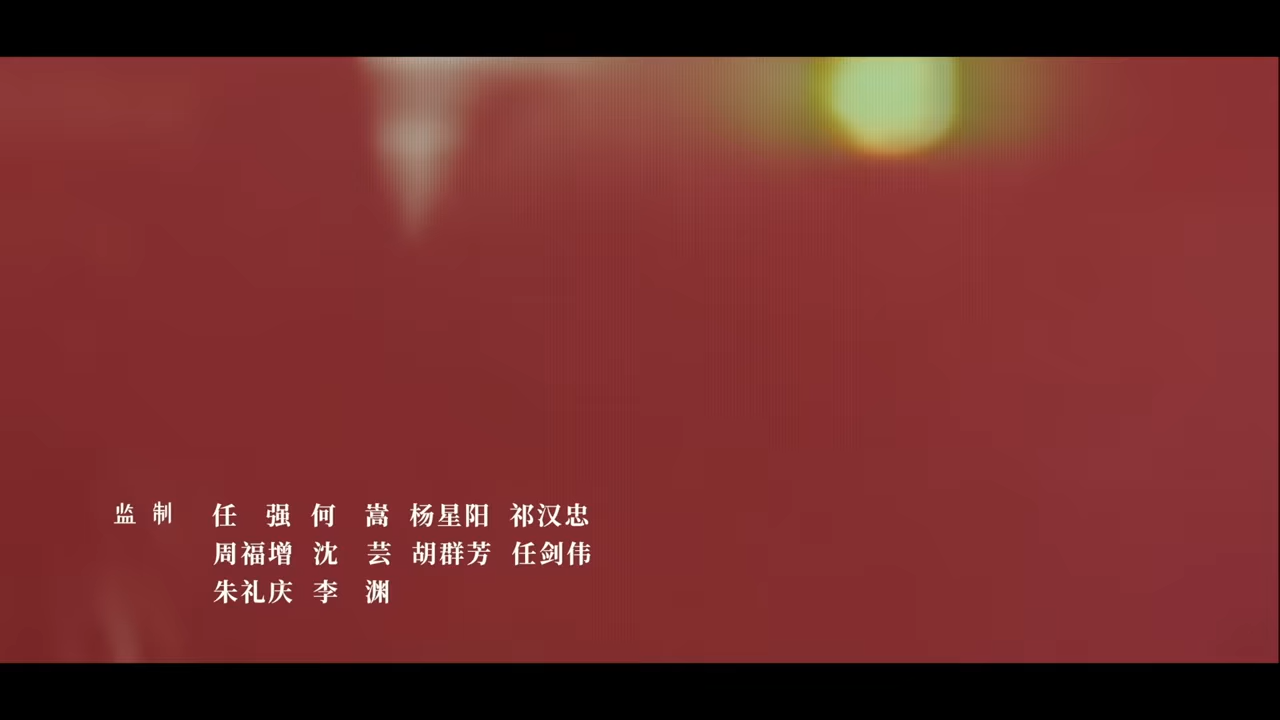 监 制 任 强 何 嵩 杨星阳 祁汉忠
周福增 沈 芸 胡群芳 任剑伟
朱礼庆 李 渊